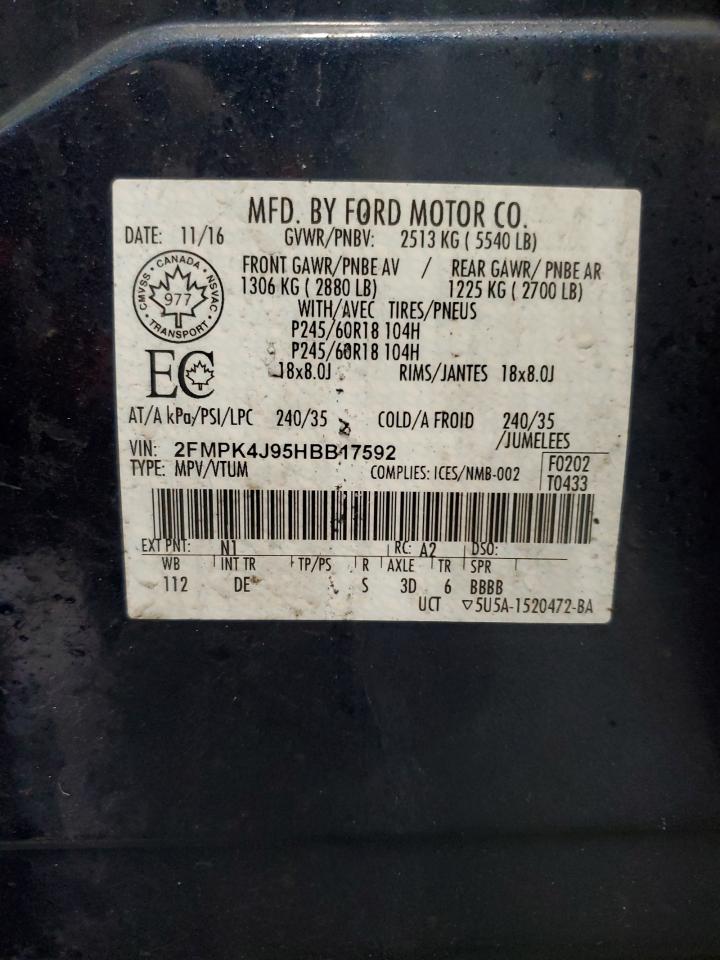 MFD. BY FORD MOTOR CO.
DATE: 11/16 GVWR/PNBV: 2513 KG ( 5540 LB)
FRONT GAWR/PNBE AV / REAR GAWR/ PNBE AR
1306 KG ( 2880 LB) 1225 KG ( 2700 LB)
WITH/AVEC TIRES/PNEUS
P245/60R18 104H
P245/60R18 104H
18x8.0J RIMS/JANTES 18x8.0J
CMVSS · CANADA · NSVAC
977
· TRANSPORT ·
EC
AT/A kPa/PSI/LPC 240/35 COLD/A FROID 240/35
/JUMELEES
VIN: 2FMPK4J95HBB17592
TYPE: MPV/VTUM COMPLIES: ICES/NMB-002
F0202
T0433
EXT PNT: N1 RC: A2 DSO:
WB INT TR TP/PS R AXLE TR SPR
112 DE S 3D 6 BBBB
UCT ▽5U5A-1520472-BA